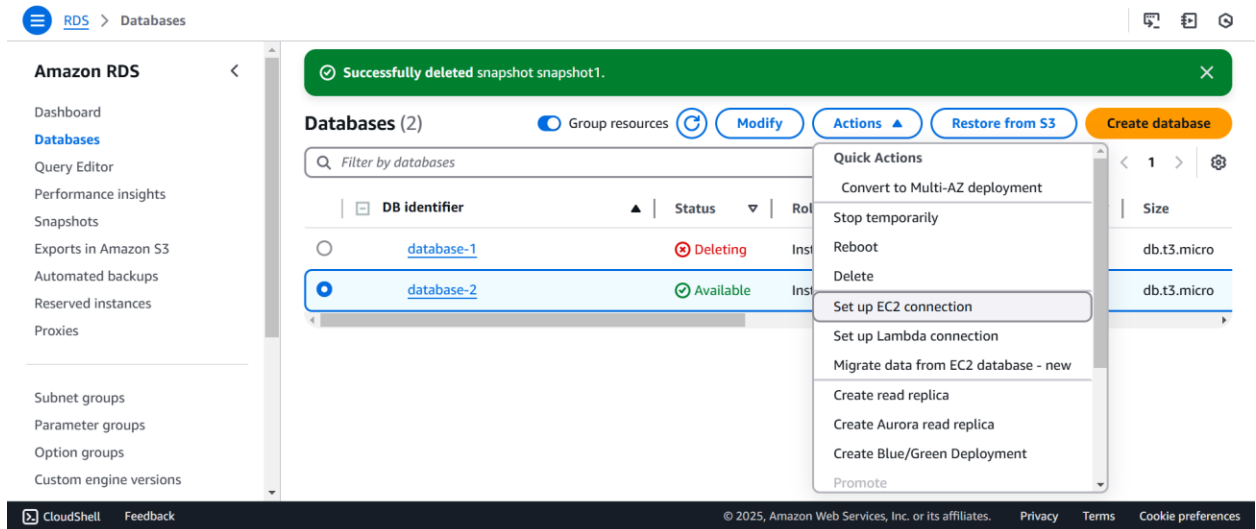 RDS > Databases
Amazon RDS
Dashboard
Databases
Query Editor
Performance insights
Snapshots
Exports in Amazon S3
Automated backups
Reserved instances
Proxies
Subnet groups
Parameter groups
Option groups
Custom engine versions
Successfully deleted snapshot snapshot1.
Databases (2)
Group resources
Modify
Actions
Restore from S3
Create database
Filter by databases
1
DB identifier
Status
Rol
Size
database-1
Deleting
Inst
db.t3.micro
database-2
Available
Inst
db.t3.micro
Quick Actions
Convert to Multi-AZ deployment
Stop temporarily
Reboot
Delete
Set up EC2 connection
Set up Lambda connection
Migrate data from EC2 database - new
Create read replica
Create Aurora read replica
Create Blue/Green Deployment
Promote
CloudShell
Feedback
© 2025, Amazon Web Services, Inc. or its affiliates.
Privacy
Terms
Cookie preferences